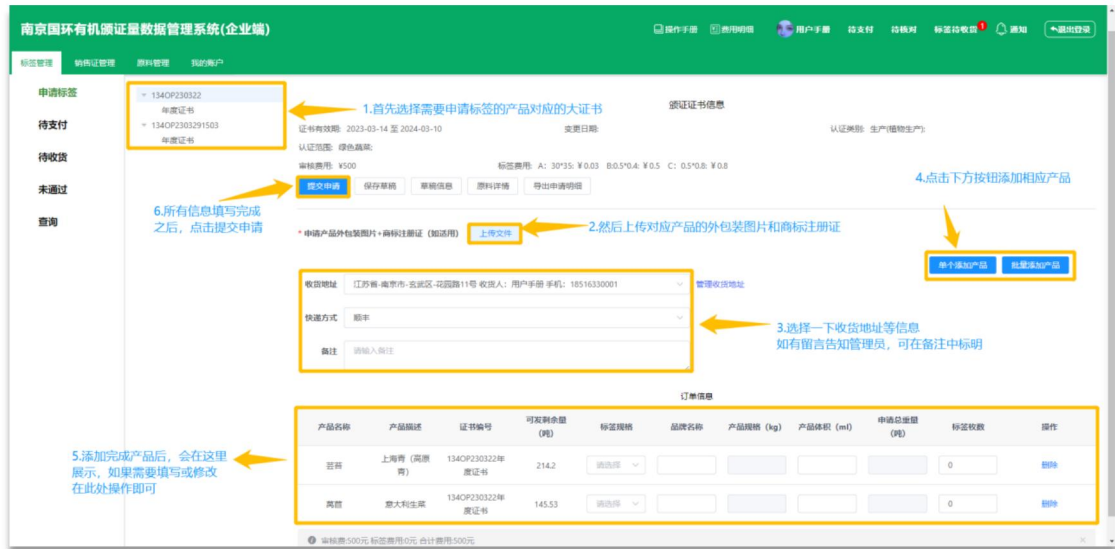 南京国环有机颁证量数据管理系统(企业端)
操作手册 费用明细 用户手册 待支付 待核对 标签待收货 1 通知 退出登录
标签管理 销售证管理 原料管理 我的账户
申请标签
待支付
待收货
未通过
查询
134OP230322
年度证书
134OP2303291503
年度证书
1.首先选择需要申请标签的产品对应的大证书
颁证证书信息
证书有效期: 2023-03-14 至 2024-03-10 变更日期: 认证类别: 生产(植物生产);
认证范围: 绿色蔬菜;
审核费用: ¥500 标签费用: A: 30*35: ¥0.03 B:0.5*0.4: ¥0.5 C: 0.5*0.8: ¥0.8
提交申请 保存草稿 草稿信息 原料详情 导出申请明细
4.点击下方按钮添加相应产品
6.所有信息填写完成
之后，点击提交申请
* 申请产品外包装图片+商标注册证（如适用） 上传文件
2.然后上传对应产品的外包装图片和商标注册证
单个添加产品 批量添加产品
收货地址 江苏省-南京市-玄武区-花园路11号 收货人：用户手册 手机：18516330001 管理收货地址
快递方式 顺丰
备注 请输入备注
3.选择一下收货地址等信息
如有留言告知管理员，可在备注中标明
订单信息
产品名称 产品描述 证书编号 可发剩余量(吨) 标签规格 品牌名称 产品规格（kg） 产品体积（ml） 申请总重量(吨) 标签枚数 操作
芸苔 上海青（高原青） 134OP230322年度证书 214.2 请选择 0 删除
莴苣 意大利生菜 134OP230322年度证书 145.53 请选择 0 删除
5.添加完成产品后，会在这里
展示，如果需要填写或修改
在此处操作即可
审核费:500元 标签费用:0元 合计费用:500元